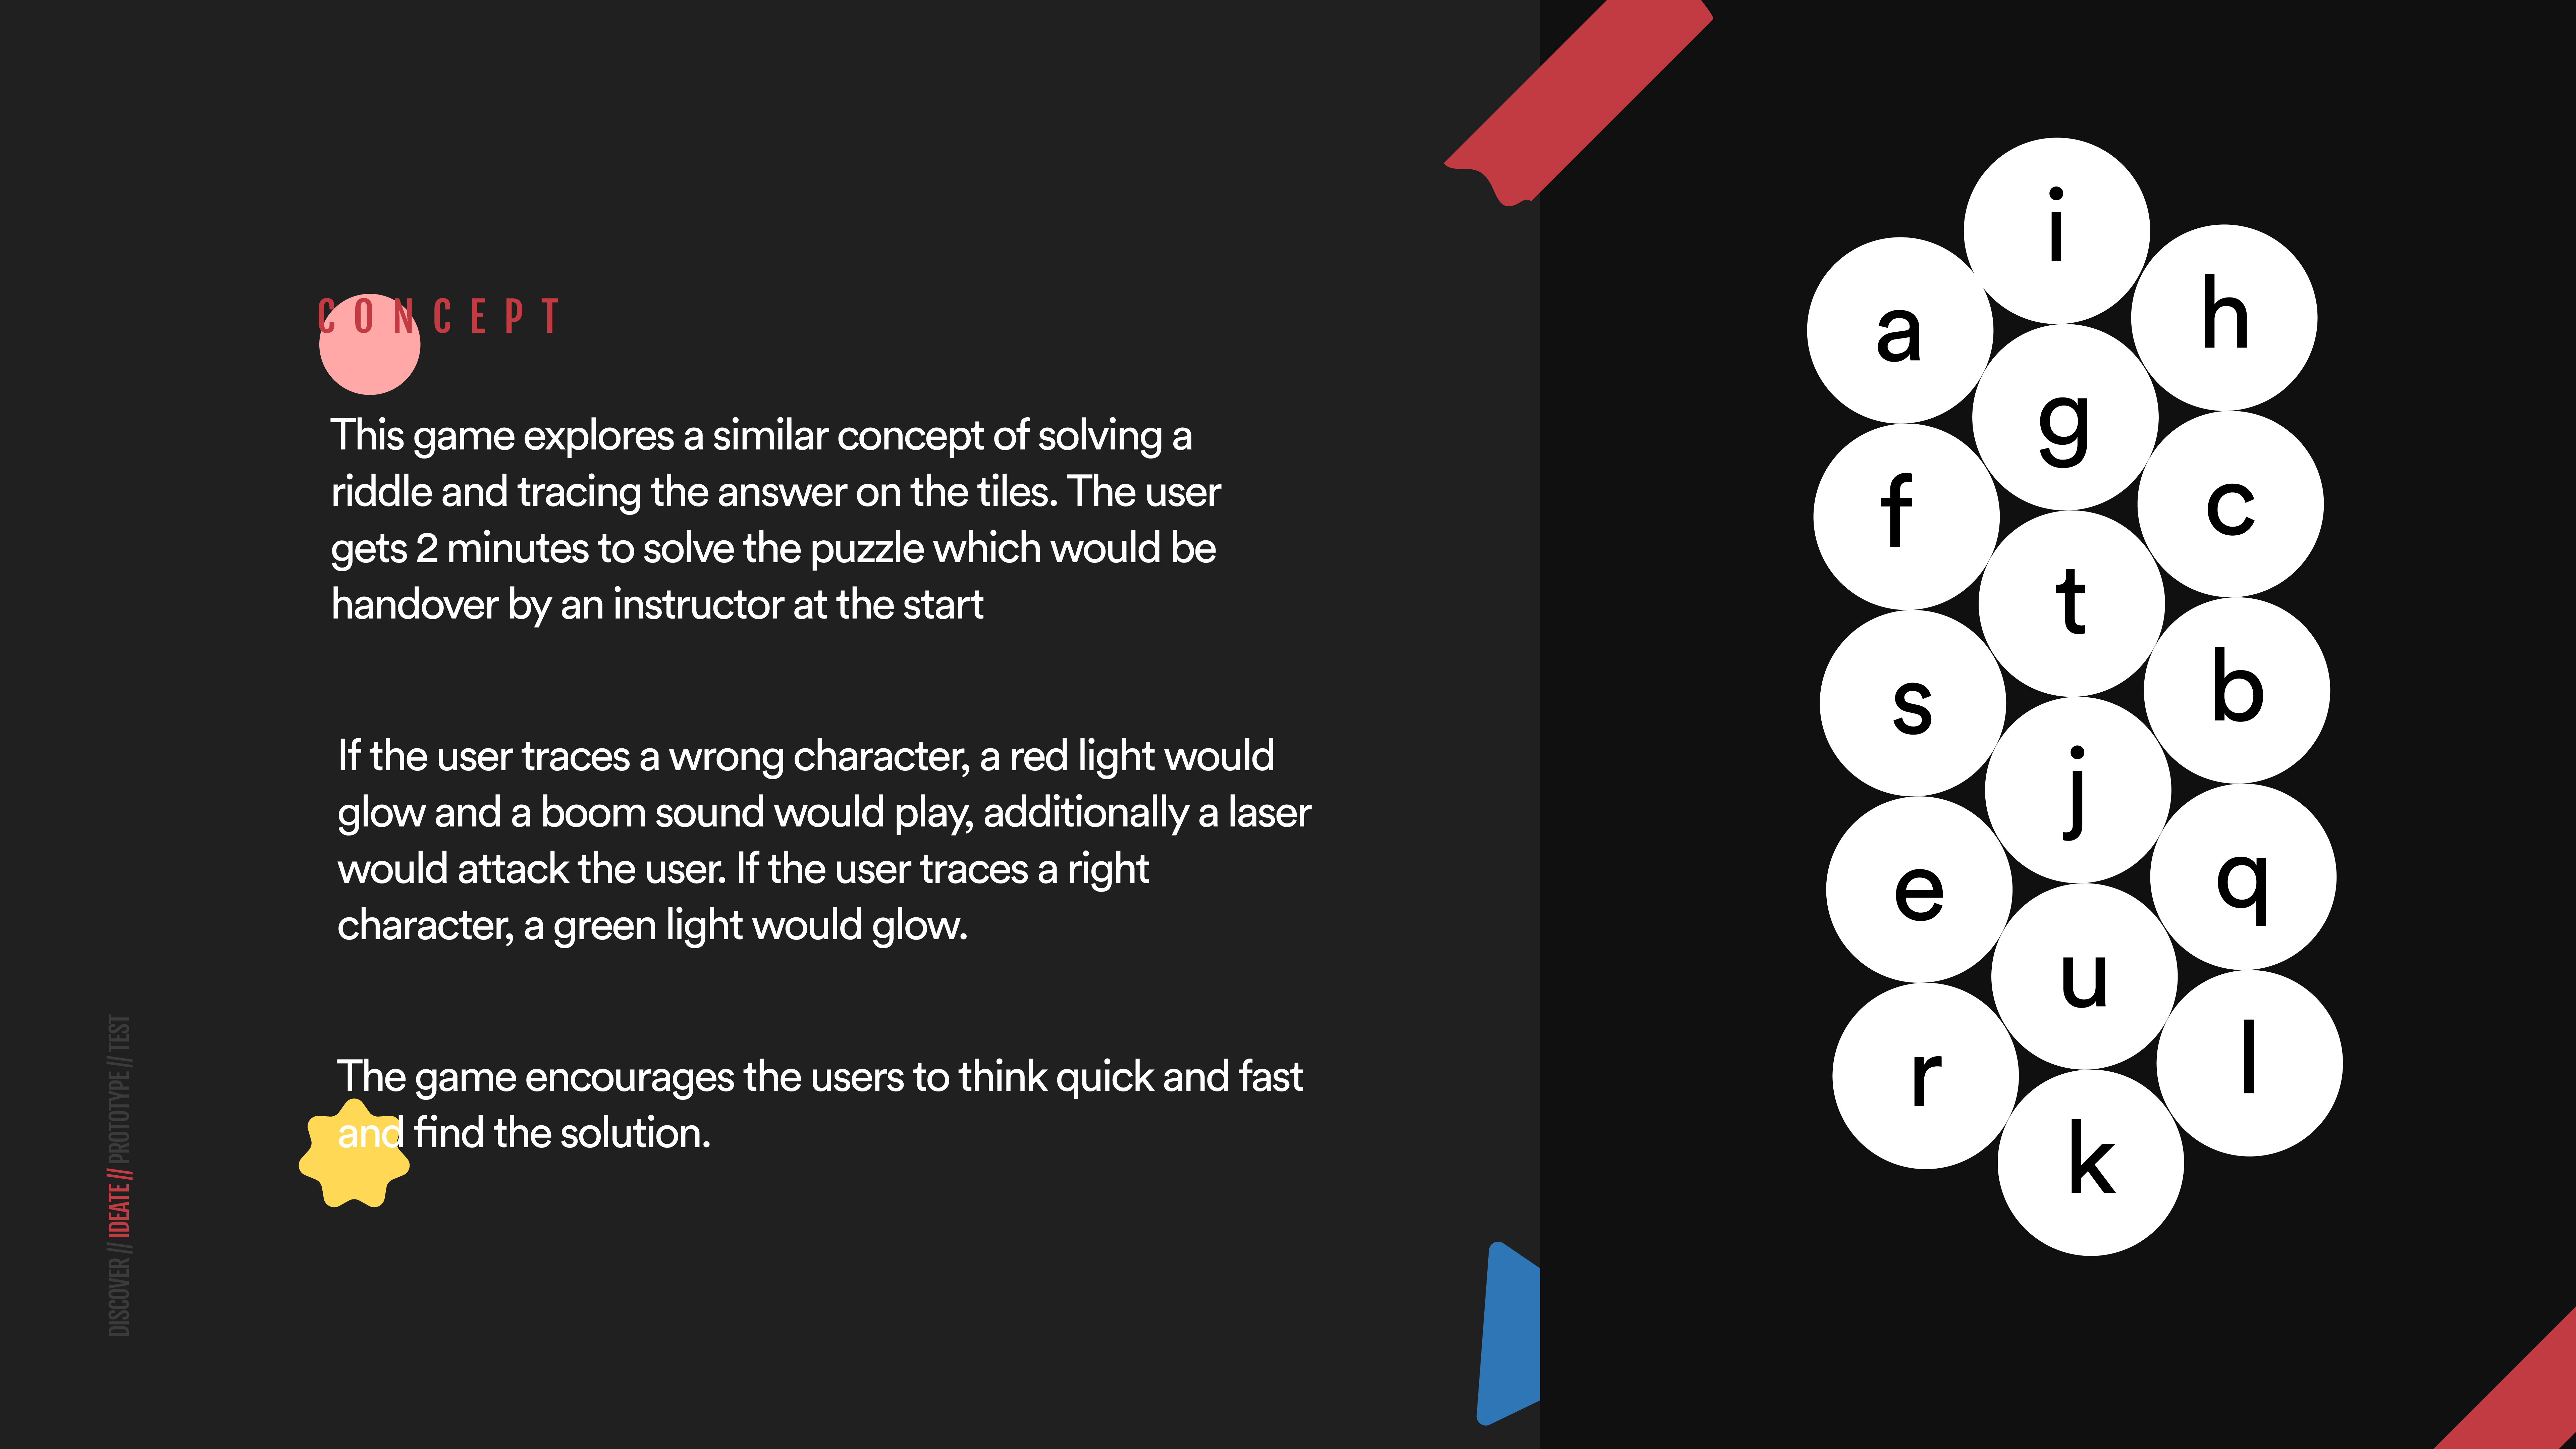 CONCEPT
This game explores a similar concept of solving a
riddle and tracing the answer on the tiles. The user
gets 2 minutes to solve the puzzle which would be
handover by an instructor at the start
If the user traces a wrong character, a red light would
glow and a boom sound would play, additionally a laser
would attack the user. If the user traces a right
character, a green light would glow.
The game encourages the users to think quick and fast
and find the solution.
DISCOVER // IDEATE // PROTOTYPE // TEST
i
h
a
g
c
f
t
b
s
j
q
e
u
l
r
k